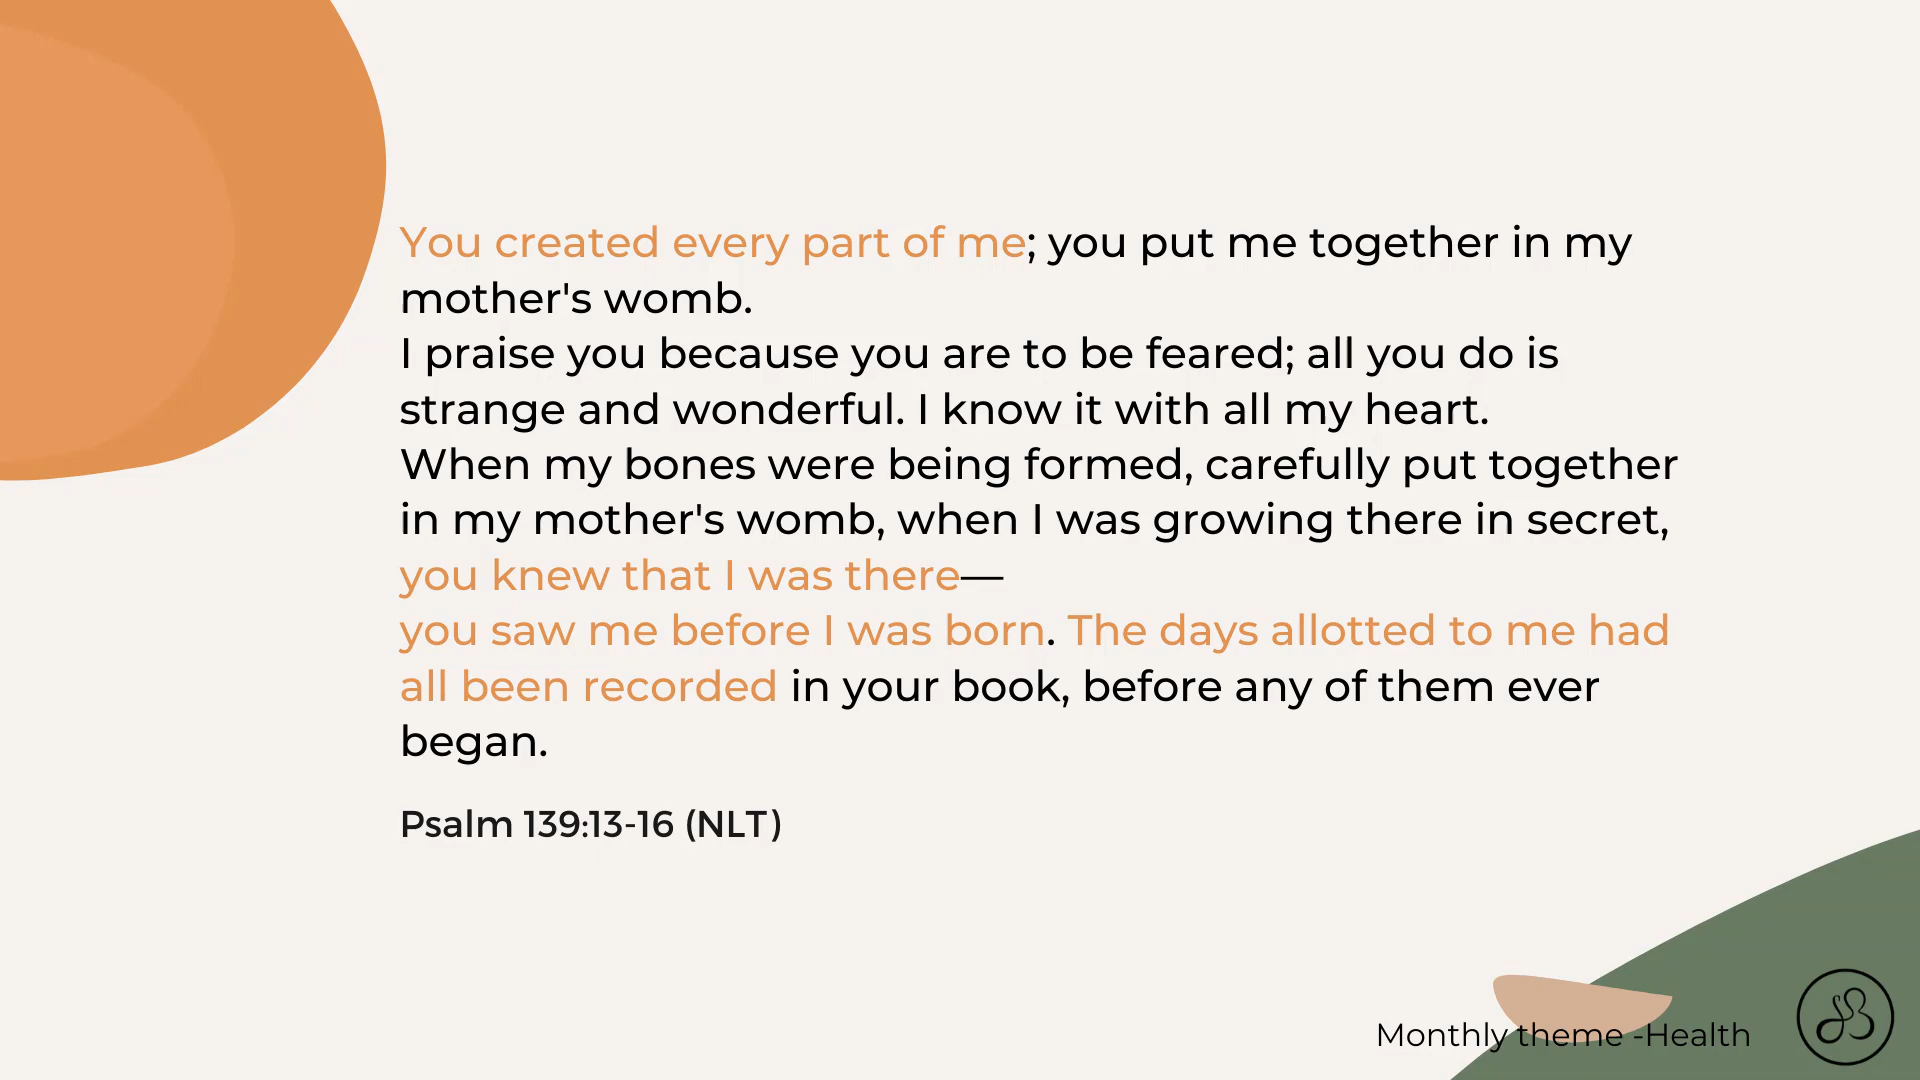 You created every part of me; you put me together in my
mother's womb.
I praise you because you are to be feared; all you do is
strange and wonderful. I know it with all my heart.
When my bones were being formed, carefully put together
in my mother's womb, when I was growing there in secret,
you knew that I was there—
you saw me before I was born. The days allotted to me had
all been recorded in your book, before any of them ever
began.
Psalm 139:13-16 (NLT)
Monthly theme -Health